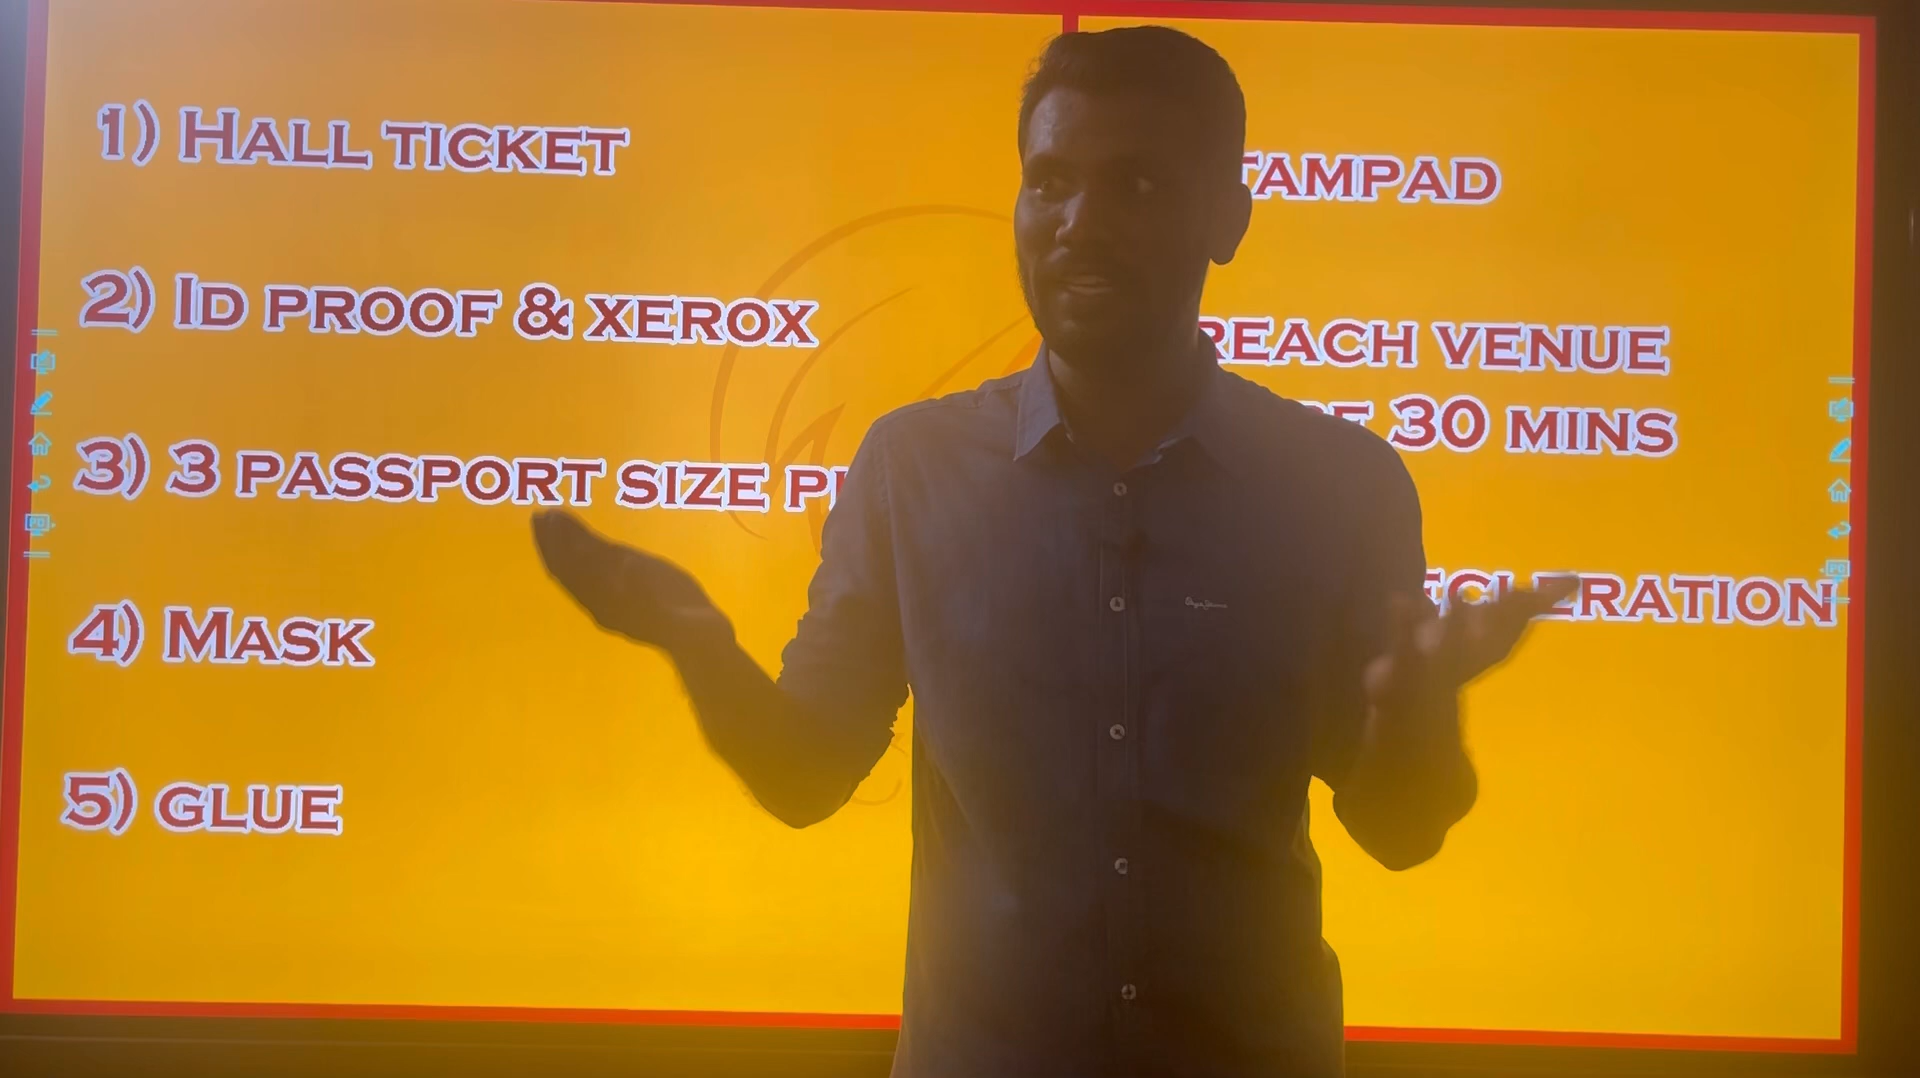 1) HALL TICKET
2) ID PROOF & XEROX
3) 3 PASSPORT SIZE
4) MASK
5) GLUE
TAMPAD
REACH VENUE
30 MINS
ECLERATION